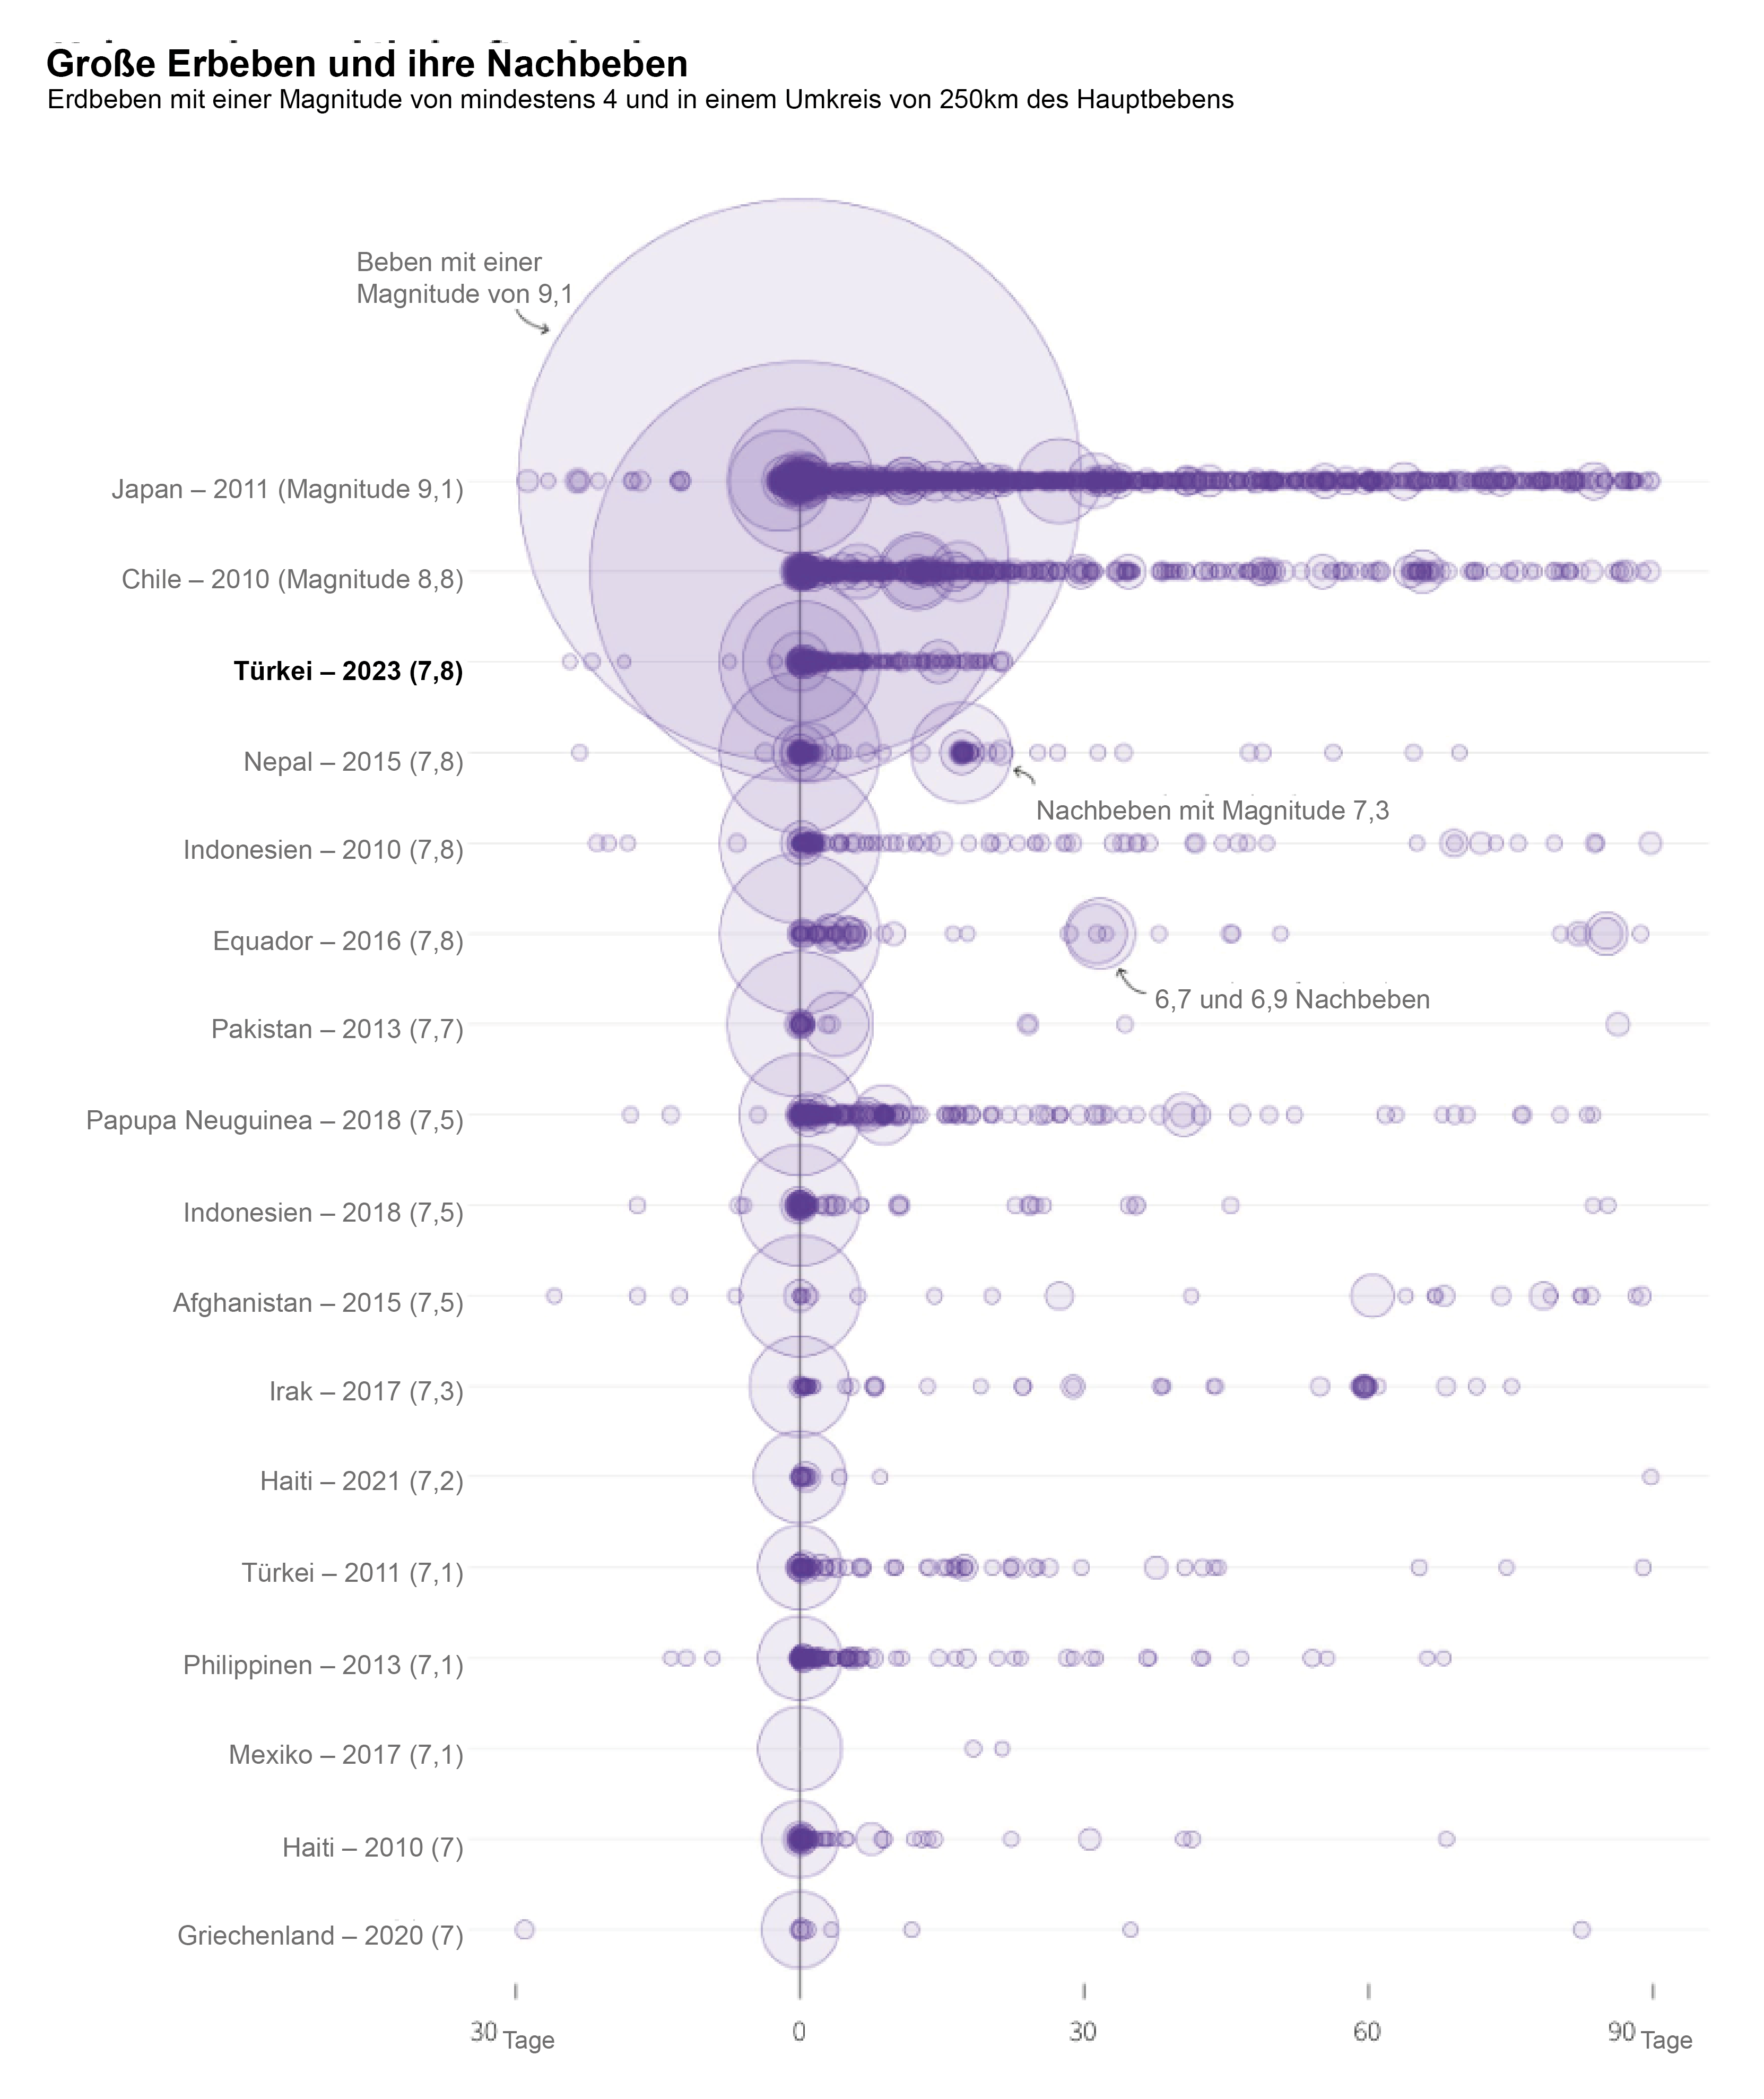 Große Erbeben und ihre Nachbeben
Erdbeben mit einer Magnitude von mindestens 4 und in einem Umkreis von 250km des Hauptbebens
Beben mit einer
Magnitude von 9,1
Japan – 2011 (Magnitude 9,1)
Chile – 2010 (Magnitude 8,8)
Türkei – 2023 (7,8)
Nepal – 2015 (7,8)
Nachbeben mit Magnitude 7,3
Indonesien – 2010 (7,8)
Equador – 2016 (7,8)
6,7 und 6,9 Nachbeben
Pakistan – 2013 (7,7)
Papupa Neuguinea – 2018 (7,5)
Indonesien – 2018 (7,5)
Afghanistan – 2015 (7,5)
Irak – 2017 (7,3)
Haiti – 2021 (7,2)
Türkei – 2011 (7,1)
Philippinen – 2013 (7,1)
Mexiko – 2017 (7,1)
Haiti – 2010 (7)
Griechenland – 2020 (7)
30 Tage 0 30 60 90 Tage